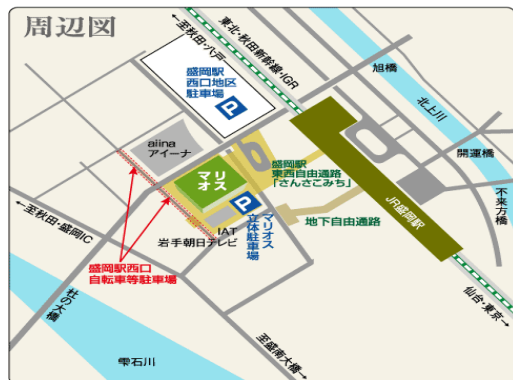 周辺図
←至秋田・八戸
東北・秋田新幹線・IGR
盛岡駅
西口地区
駐車場
P
旭橋
北上川
開運橋
不来方橋
aiina
アイーナ
マリ
オス
盛岡駅
東西自由通路
「さんさこみち」
JR盛岡駅
P
マリオス
立体駐車場
地下自由通路
IAT
岩手朝日テレビ
←至秋田・盛岡IC
盛岡駅西口
自転車等駐車場
杜の大橋
仙台・東京→
至盛南大橋→
雫石川